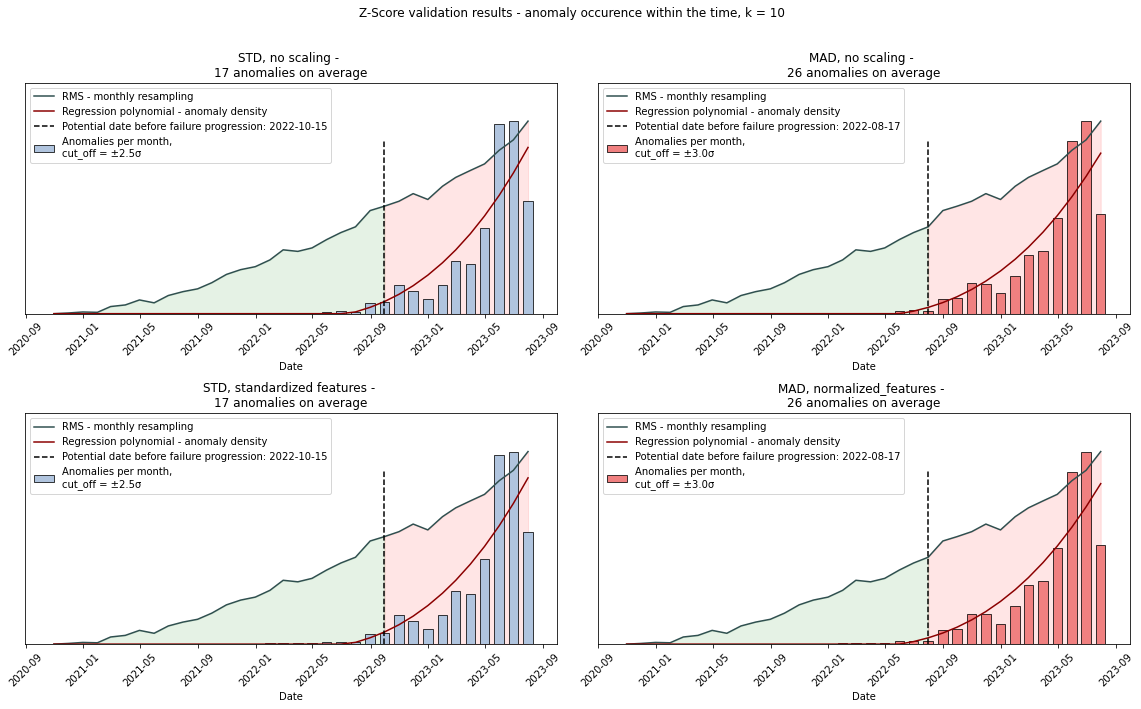 Z-Score validation results - anomaly occurence within the time, k = 10
STD, no scaling -
17 anomalies on average
RMS - monthly resampling
Regression polynomial - anomaly density
Potential date before failure progression: 2022-10-15
Anomalies per month,
cut_off = ±2.5σ
2020-09
2021-01
2021-05
2021-09
2022-01
2022-05
2022-09
2023-01
2023-05
2023-09
Date
MAD, no scaling -
26 anomalies on average
RMS - monthly resampling
Regression polynomial - anomaly density
Potential date before failure progression: 2022-08-17
Anomalies per month,
cut_off = ±3.0σ
2020-09
2021-01
2021-05
2021-09
2022-01
2022-05
2022-09
2023-01
2023-05
2023-09
Date
STD, standardized features -
17 anomalies on average
RMS - monthly resampling
Regression polynomial - anomaly density
Potential date before failure progression: 2022-10-15
Anomalies per month,
cut_off = ±2.5σ
2020-09
2021-01
2021-05
2021-09
2022-01
2022-05
2022-09
2023-01
2023-05
2023-09
Date
MAD, normalized_features -
26 anomalies on average
RMS - monthly resampling
Regression polynomial - anomaly density
Potential date before failure progression: 2022-08-17
Anomalies per month,
cut_off = ±3.0σ
2020-09
2021-01
2021-05
2021-09
2022-01
2022-05
2022-09
2023-01
2023-05
2023-09
Date